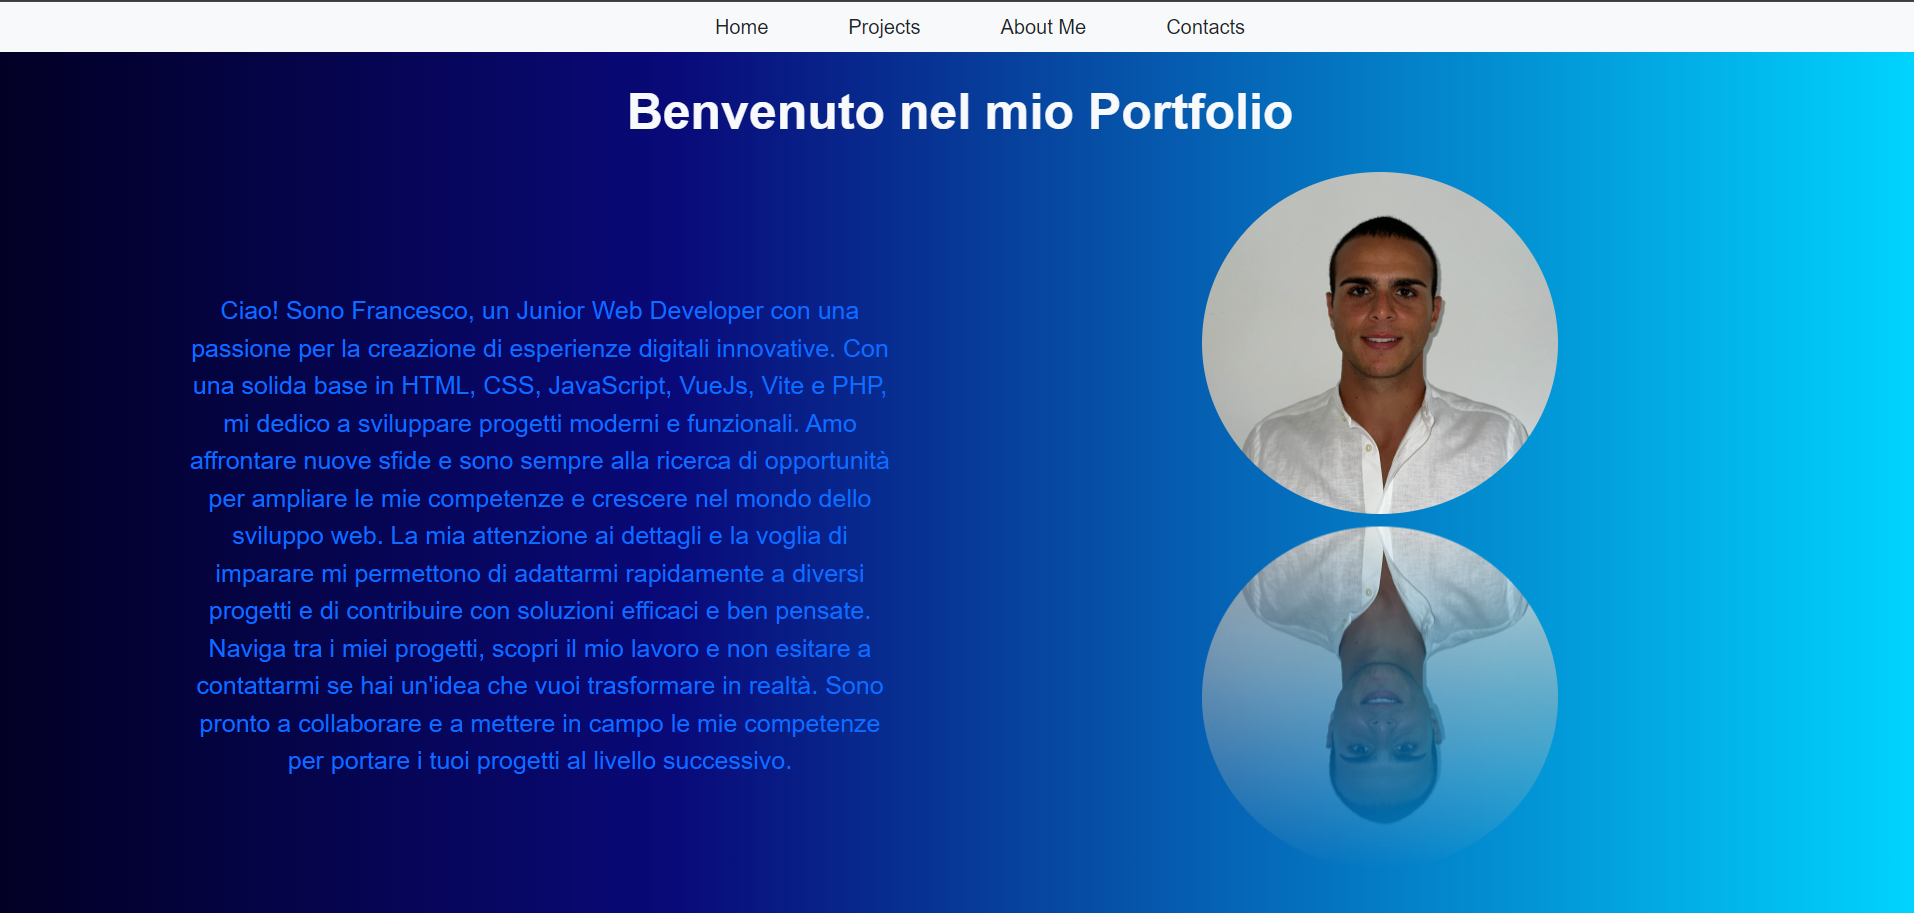 Home Projects About Me Contacts
Benvenuto nel mio Portfolio
Ciao! Sono Francesco, un Junior Web Developer con una
passione per la creazione di esperienze digitali innovative. Con
una solida base in HTML, CSS, JavaScript, VueJs, Vite e PHP,
mi dedico a sviluppare progetti moderni e funzionali. Amo
affrontare nuove sfide e sono sempre alla ricerca di opportunità
per ampliare le mie competenze e crescere nel mondo dello
sviluppo web. La mia attenzione ai dettagli e la voglia di
imparare mi permettono di adattarmi rapidamente a diversi
progetti e di contribuire con soluzioni efficaci e ben pensate.
Naviga tra i miei progetti, scopri il mio lavoro e non esitare a
contattarmi se hai un'idea che vuoi trasformare in realtà. Sono
pronto a collaborare e a mettere in campo le mie competenze
per portare i tuoi progetti al livello successivo.